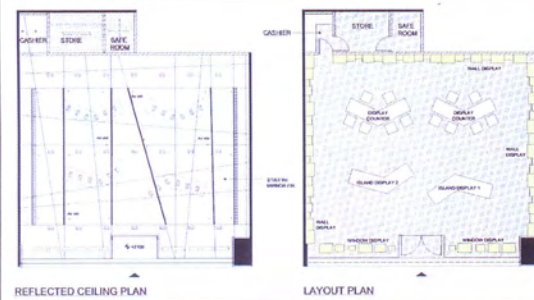 CASHIER
STORE
SAFE
ROOM
REFLECTED CEILING PLAN
CASHIER
STORE
SAFE
ROOM
WALL DISPLAY
DISPLAY
COUNTER
DISPLAY
COUNTER
WALL
DISPLAY
ISLAND DISPLAY 2
ISLAND DISPLAY 1
WALL
DISPLAY
WINDOW DISPLAY
WINDOW DISPLAY
LAYOUT PLAN